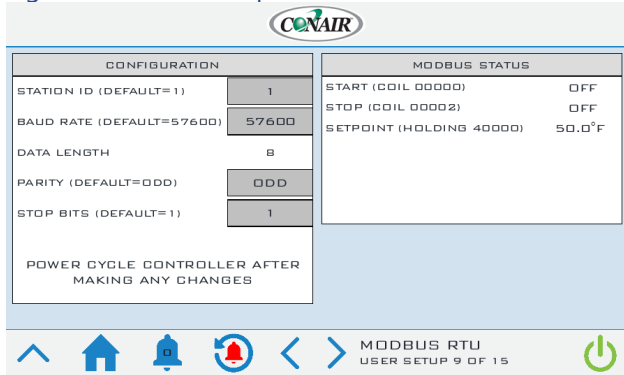 CONAIR
CONFIGURATION
STATION ID (DEFAULT=1) 1
BAUD RATE (DEFAULT=57600) 57600
DATA LENGTH 8
PARITY (DEFAULT=ODD) ODD
STOP BITS (DEFAULT=1) 1
POWER CYCLE CONTROLLER AFTER
MAKING ANY CHANGES
MODBUS STATUS
START (COIL 00000) OFF
STOP (COIL 00002) OFF
SETPOINT (HOLDING 40000) 50.0°F
0
MODBUS RTU
USER SETUP 9 OF 15